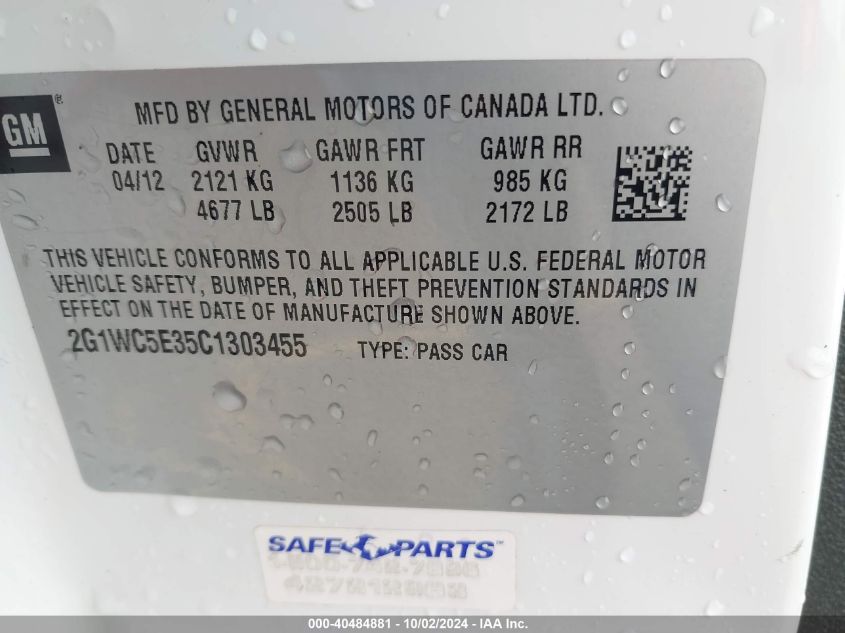 GM
MFD BY GENERAL MOTORS OF CANADA LTD.
DATE GVWR GAWR FRT GAWR RR
04/12 2121 KG 1136 KG 985 KG
4677 LB 2505 LB 2172 LB
THIS VEHICLE CONFORMS TO ALL APPLICABLE U.S. FEDERAL MOTOR
VEHICLE SAFETY, BUMPER, AND THEFT PREVENTION STANDARDS IN
EFFECT ON THE DATE OF MANUFACTURE SHOWN ABOVE.
2G1WC5E35C1303455 TYPE: PASS CAR
SAFE PARTS™
000-40484881 - 10/02/2024 - IAA Inc.